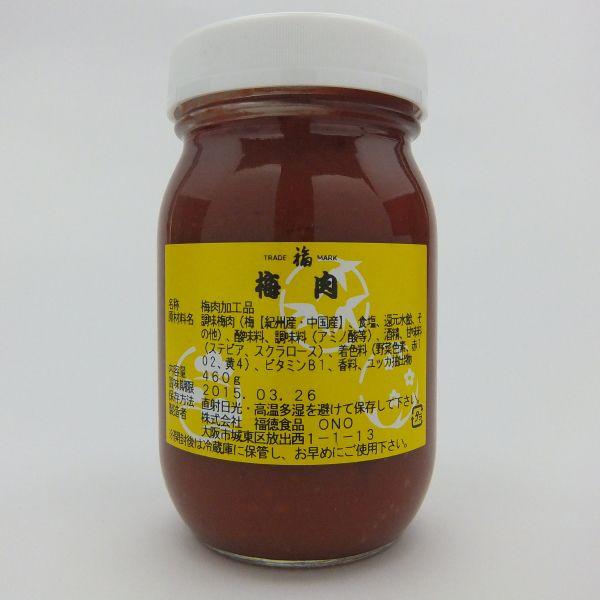 TRADE 福 MARK
梅肉
名称 梅肉加工品
原材料名 調味梅肉(梅【紀州産・中国産】、食塩、還元水飴、そ
の他)、酸味料、調味料(アミノ酸等)、酒精、甘味料
(ステビア、スクラロース)、着色料(野菜色素、赤1
02、黄4)、ビタミンB1、香料、ユッカ抽出物
内容量 460g
賞味期限 2015.03.26
保存方法 直射日光・高温多湿を避けて保存して下さい。
製造者 株式会社 福徳食品 ONO
大阪市城東区放出西1-1-13
※開封後は冷蔵庫に保管し、お早めにご使用下さい。